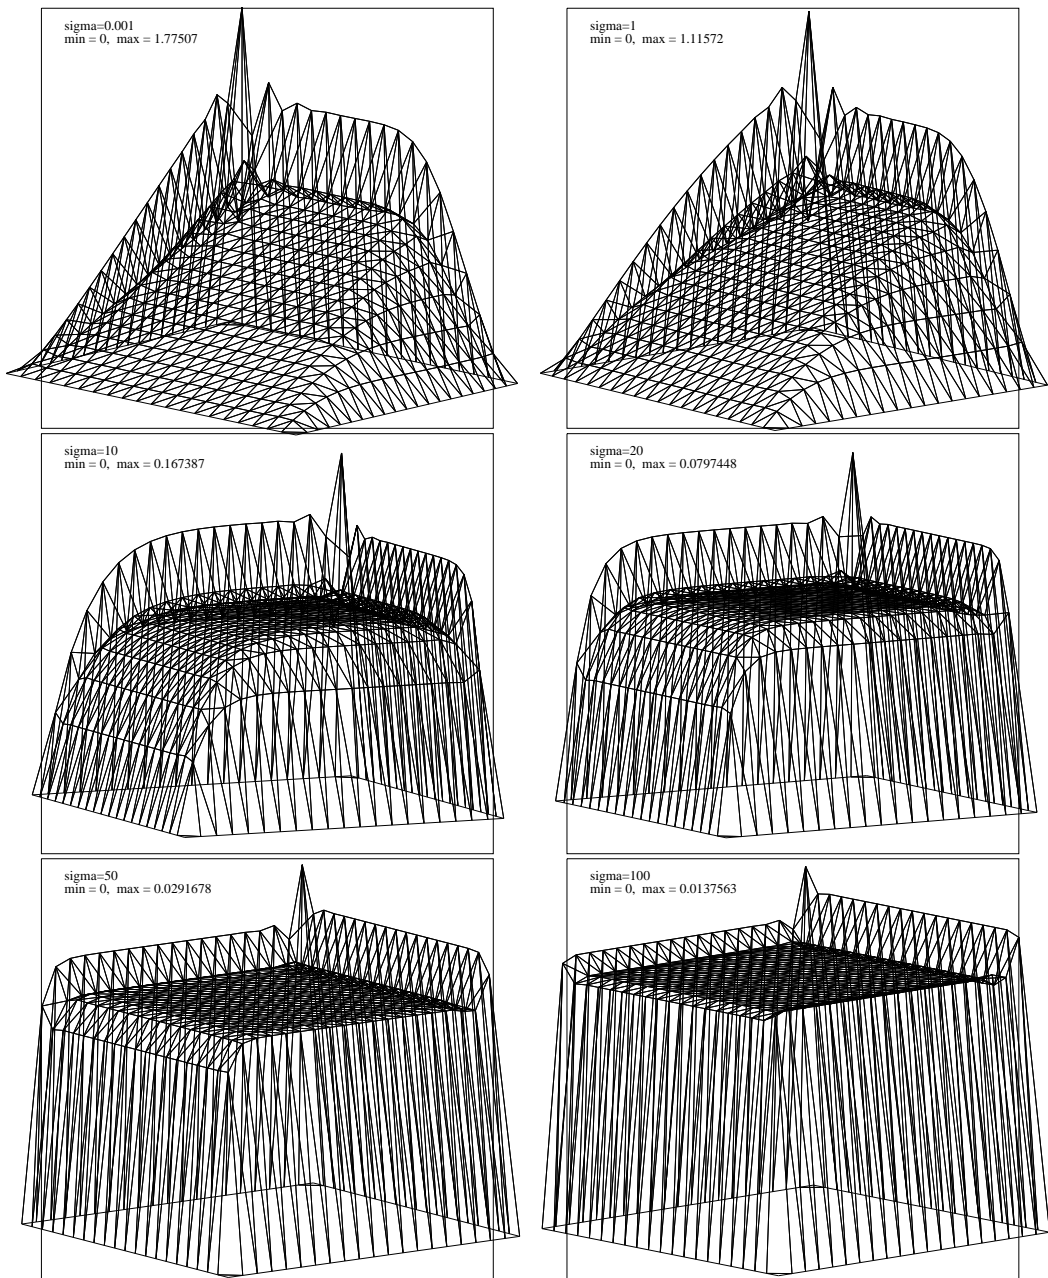 sigma=0.001
min = 0, max = 1.77507
sigma=1
min = 0, max = 1.11572
sigma=10
min = 0, max = 0.167387
sigma=20
min = 0, max = 0.0797448
sigma=50
min = 0, max = 0.0291678
sigma=100
min = 0, max = 0.0137563